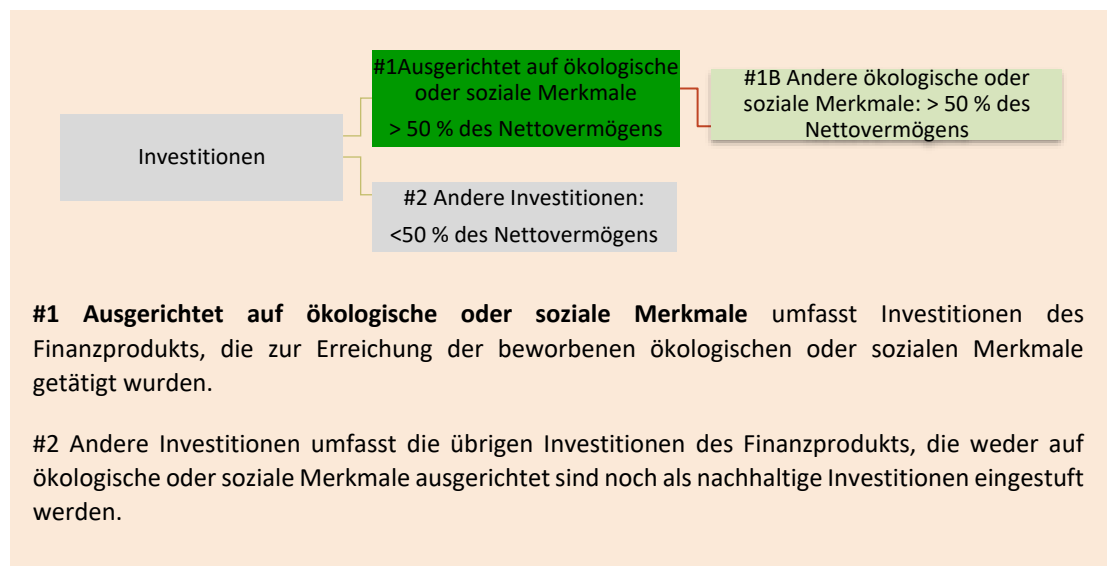 Investitionen
#1Ausgerichtet auf ökologische
oder soziale Merkmale
> 50 % des Nettovermögens
#1B Andere ökologische oder
soziale Merkmale: > 50 % des
Nettovermögens
#2 Andere Investitionen:
<50 % des Nettovermögens
#1 Ausgerichtet auf ökologische oder soziale Merkmale umfasst Investitionen des
Finanzprodukts, die zur Erreichung der beworbenen ökologischen oder sozialen Merkmale
getätigt wurden.
#2 Andere Investitionen umfasst die übrigen Investitionen des Finanzprodukts, die weder auf
ökologische oder soziale Merkmale ausgerichtet sind noch als nachhaltige Investitionen eingestuft
werden.